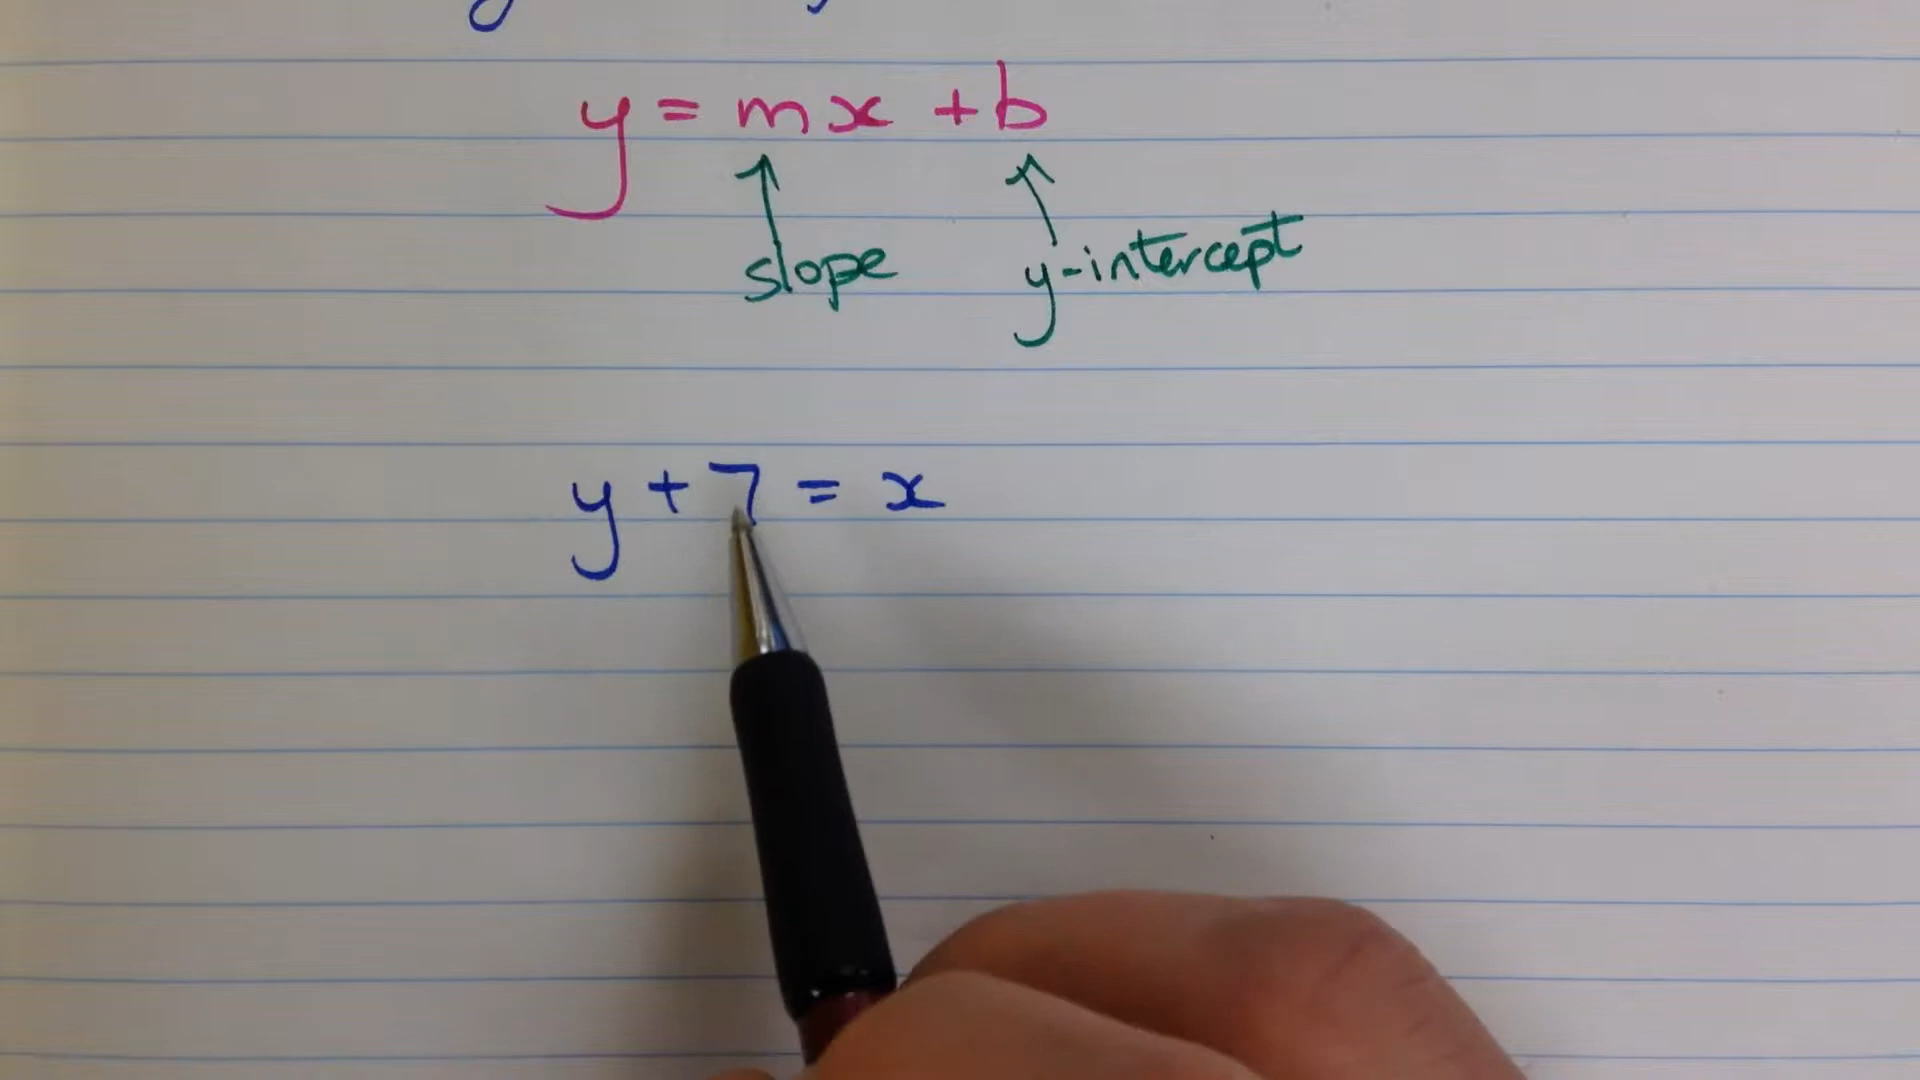 y = mx + b
slope y-intercept
y + 7 = x